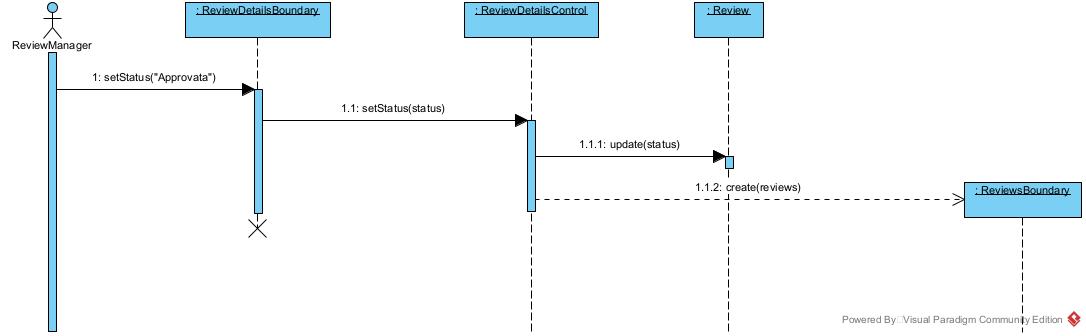 : ReviewDetailsBoundary
: ReviewDetailsControl
: Review
ReviewManager
1: setStatus("Approvata")
1.1: setStatus(status)
1.1.1: update(status)
1.1.2: create(reviews)
: ReviewsBoundary
Powered By Visual Paradigm Community Edition